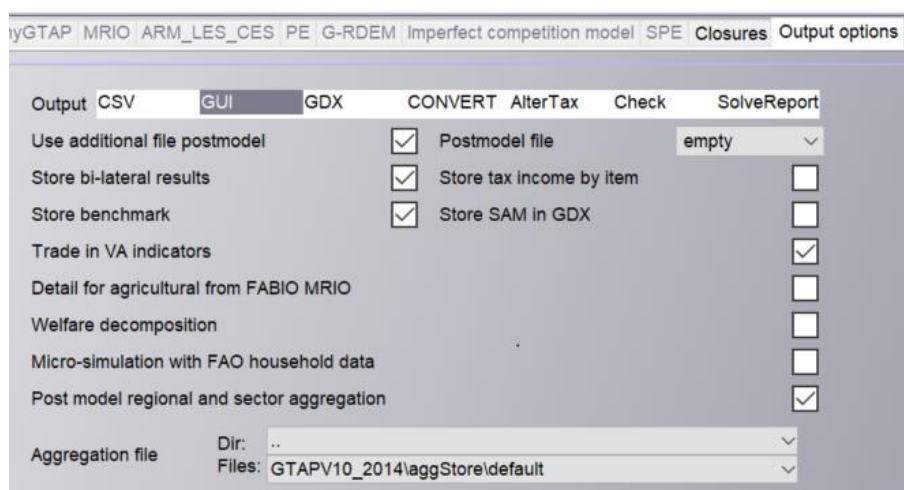 yGTAP MRIO ARM_LES_CES PE G-RDEM Imperfect competition model SPE Closures Output options
Output CSV GUI GDX CONVERT AlterTax Check SolveReport
Use additional file postmodel Postmodel file empty
Store bi-lateral results Store tax income by item
Store benchmark Store SAM in GDX
Trade in VA indicators
Detail for agricultural from FABIO MRIO
Welfare decomposition
Micro-simulation with FAO household data
Post model regional and sector aggregation
Aggregation file Dir: ..
Files: GTAPV10_2014\aggStore\default